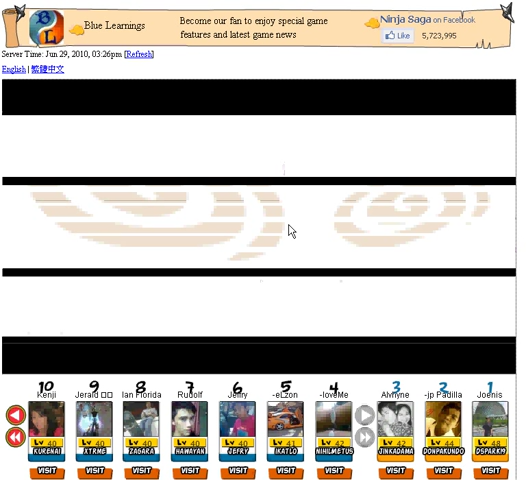 Blue Learnings
Become our fan to enjoy special game
features and latest game news
Ninja Saga on Facebook
Like 5,723,995
Server Time: Jun 29, 2010, 03:26pm [Refresh]
English | 繁體中文
10 9 8 7 6 5 4 3 2 1
Kenji Jerald □□ Ian Florida Rudolf Jeffry -eLzon -loveMe Alvhyne -jp Padilla Joenis
Lv 40 Lv 40 Lv 40 Lv 40 Lv 40 Lv 41 Lv 42 Lv 42 Lv 44 Lv 48
KURENAI XTRME ZAGARA HAWAYAN JEFRY IKATLO NIHILMETUS JINKADAMA DONPAKUNDO DSPARKM
VISIT VISIT VISIT VISIT VISIT VISIT VISIT VISIT VISIT VISIT